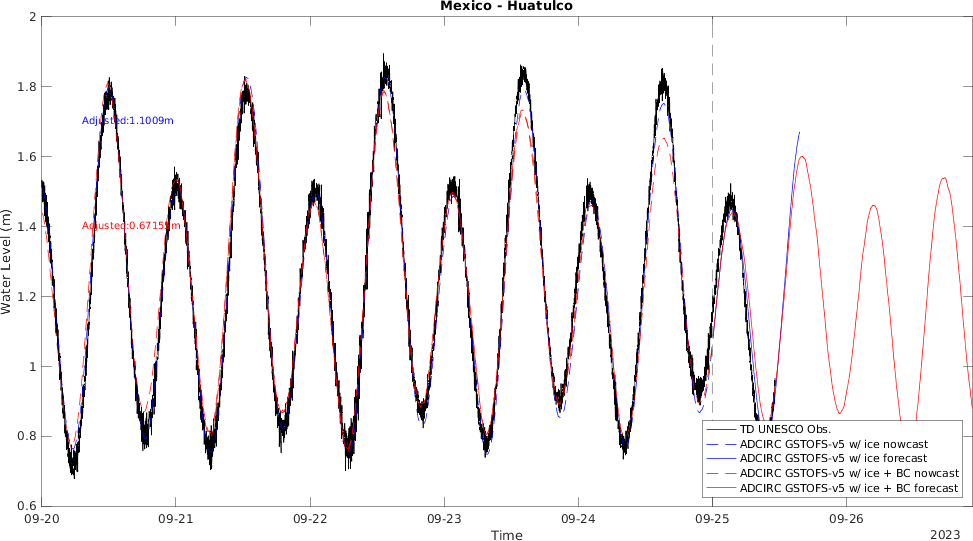 Mexico - Huatulco
2
1.8
1.6
1.4
1.2
1
0.8
0.6
Water Level (m)
Adjusted:1.1009m
Adjusted:0.67155m
TD UNESCO Obs.
ADCIRC GSTOFS-v5 w/ ice nowcast
ADCIRC GSTOFS-v5 w/ ice forecast
ADCIRC GSTOFS-v5 w/ ice + BC nowcast
ADCIRC GSTOFS-v5 w/ ice + BC forecast
09-20 09-21 09-22 09-23 09-24 09-25 09-26
Time
2023